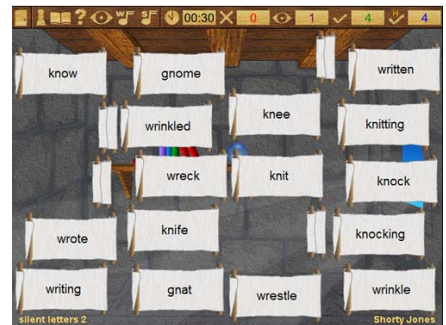 ? W S 00:30 0 1 4 H 4
know gnome written
wrinkled knee knitting
wreck knit knock
wrote knife knocking
writing gnat wrestle wrinkle
silent letters 2 Shorty Jones